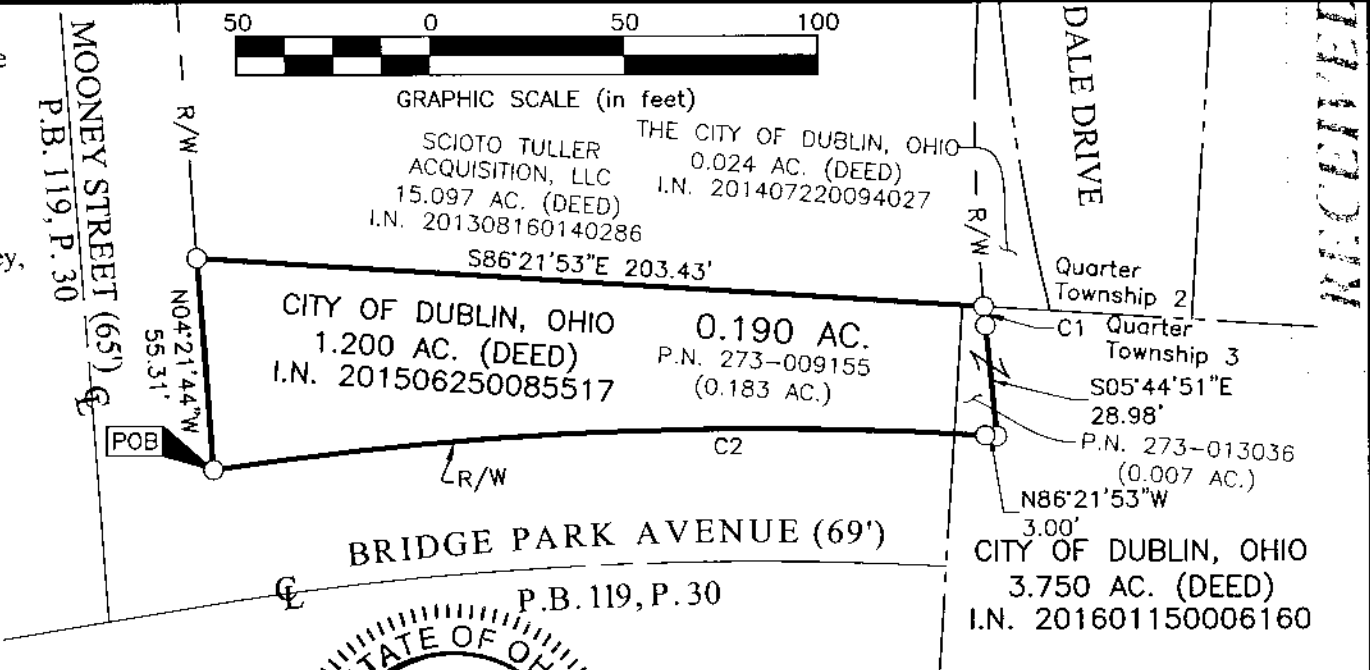 50 0 50 100
GRAPHIC SCALE (in feet)
MOONEY STREET (65')
P.B. 119, P. 30
R/W
SCIOTO TULLER
ACQUISITION, LLC
15.097 AC. (DEED)
I.N. 201308160140286
THE CITY OF DUBLIN, OHIO
0.024 AC. (DEED)
I.N. 201407220094027
R/W
DALE DRIVE
S86°21'53"E 203.43'
Quarter
Township 2
C1
Quarter
Township 3
N04°21'44"W
55.31'
CITY OF DUBLIN, OHIO
1.200 AC. (DEED)
I.N. 201506250085517
0.190 AC.
P.N. 273-009155
(0.183 AC.)
S05°44'51"E
28.98'
P.N. 273-013036
(0.007 AC.)
POB
C2
R/W
N86°21'53"W
3.00'
BRIDGE PARK AVENUE (69')
P.B. 119, P. 30
CITY OF DUBLIN, OHIO
3.750 AC. (DEED)
I.N. 201601150006160
STATE OF OH